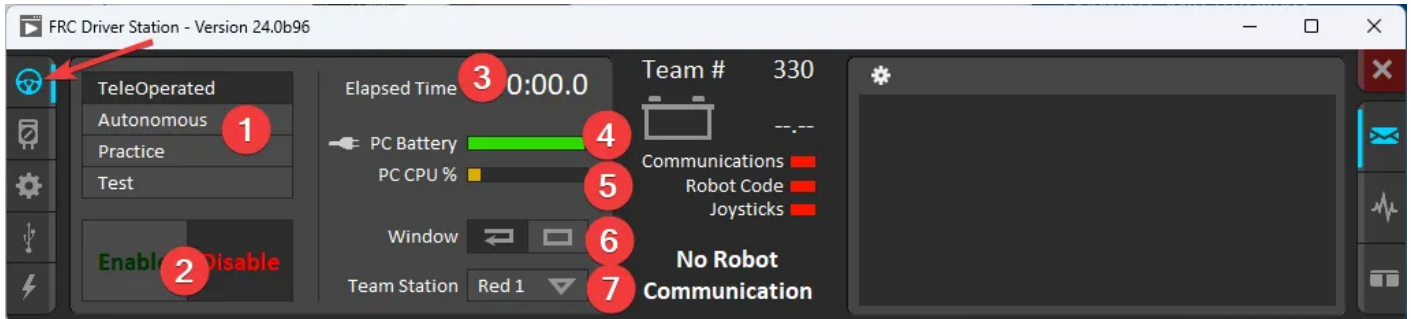 FRC Driver Station - Version 24.0b96
TeleOperated
Autonomous
Practice
Test
1
Enable
Disable
2
Elapsed Time
3
0:00.0
PC Battery
4
PC CPU %
5
Window
6
Team Station
Red 1
7
Team # 330
--.--
Communications
Robot Code
Joysticks
No Robot
Communication